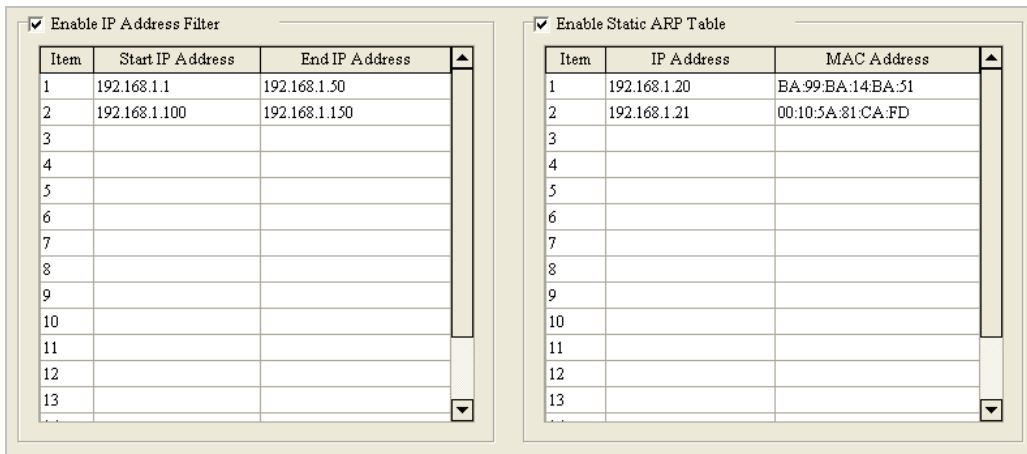 Enable IP Address Filter
Item Start IP Address End IP Address
1 192.168.1.1 192.168.1.50
2 192.168.1.100 192.168.1.150
3
4
5
6
7
8
9
10
11
12
13
Enable Static ARP Table
Item IP Address MAC Address
1 192.168.1.20 BA:99:BA:14:BA:51
2 192.168.1.21 00:10:5A:81:CA:FD
3
4
5
6
7
8
9
10
11
12
13